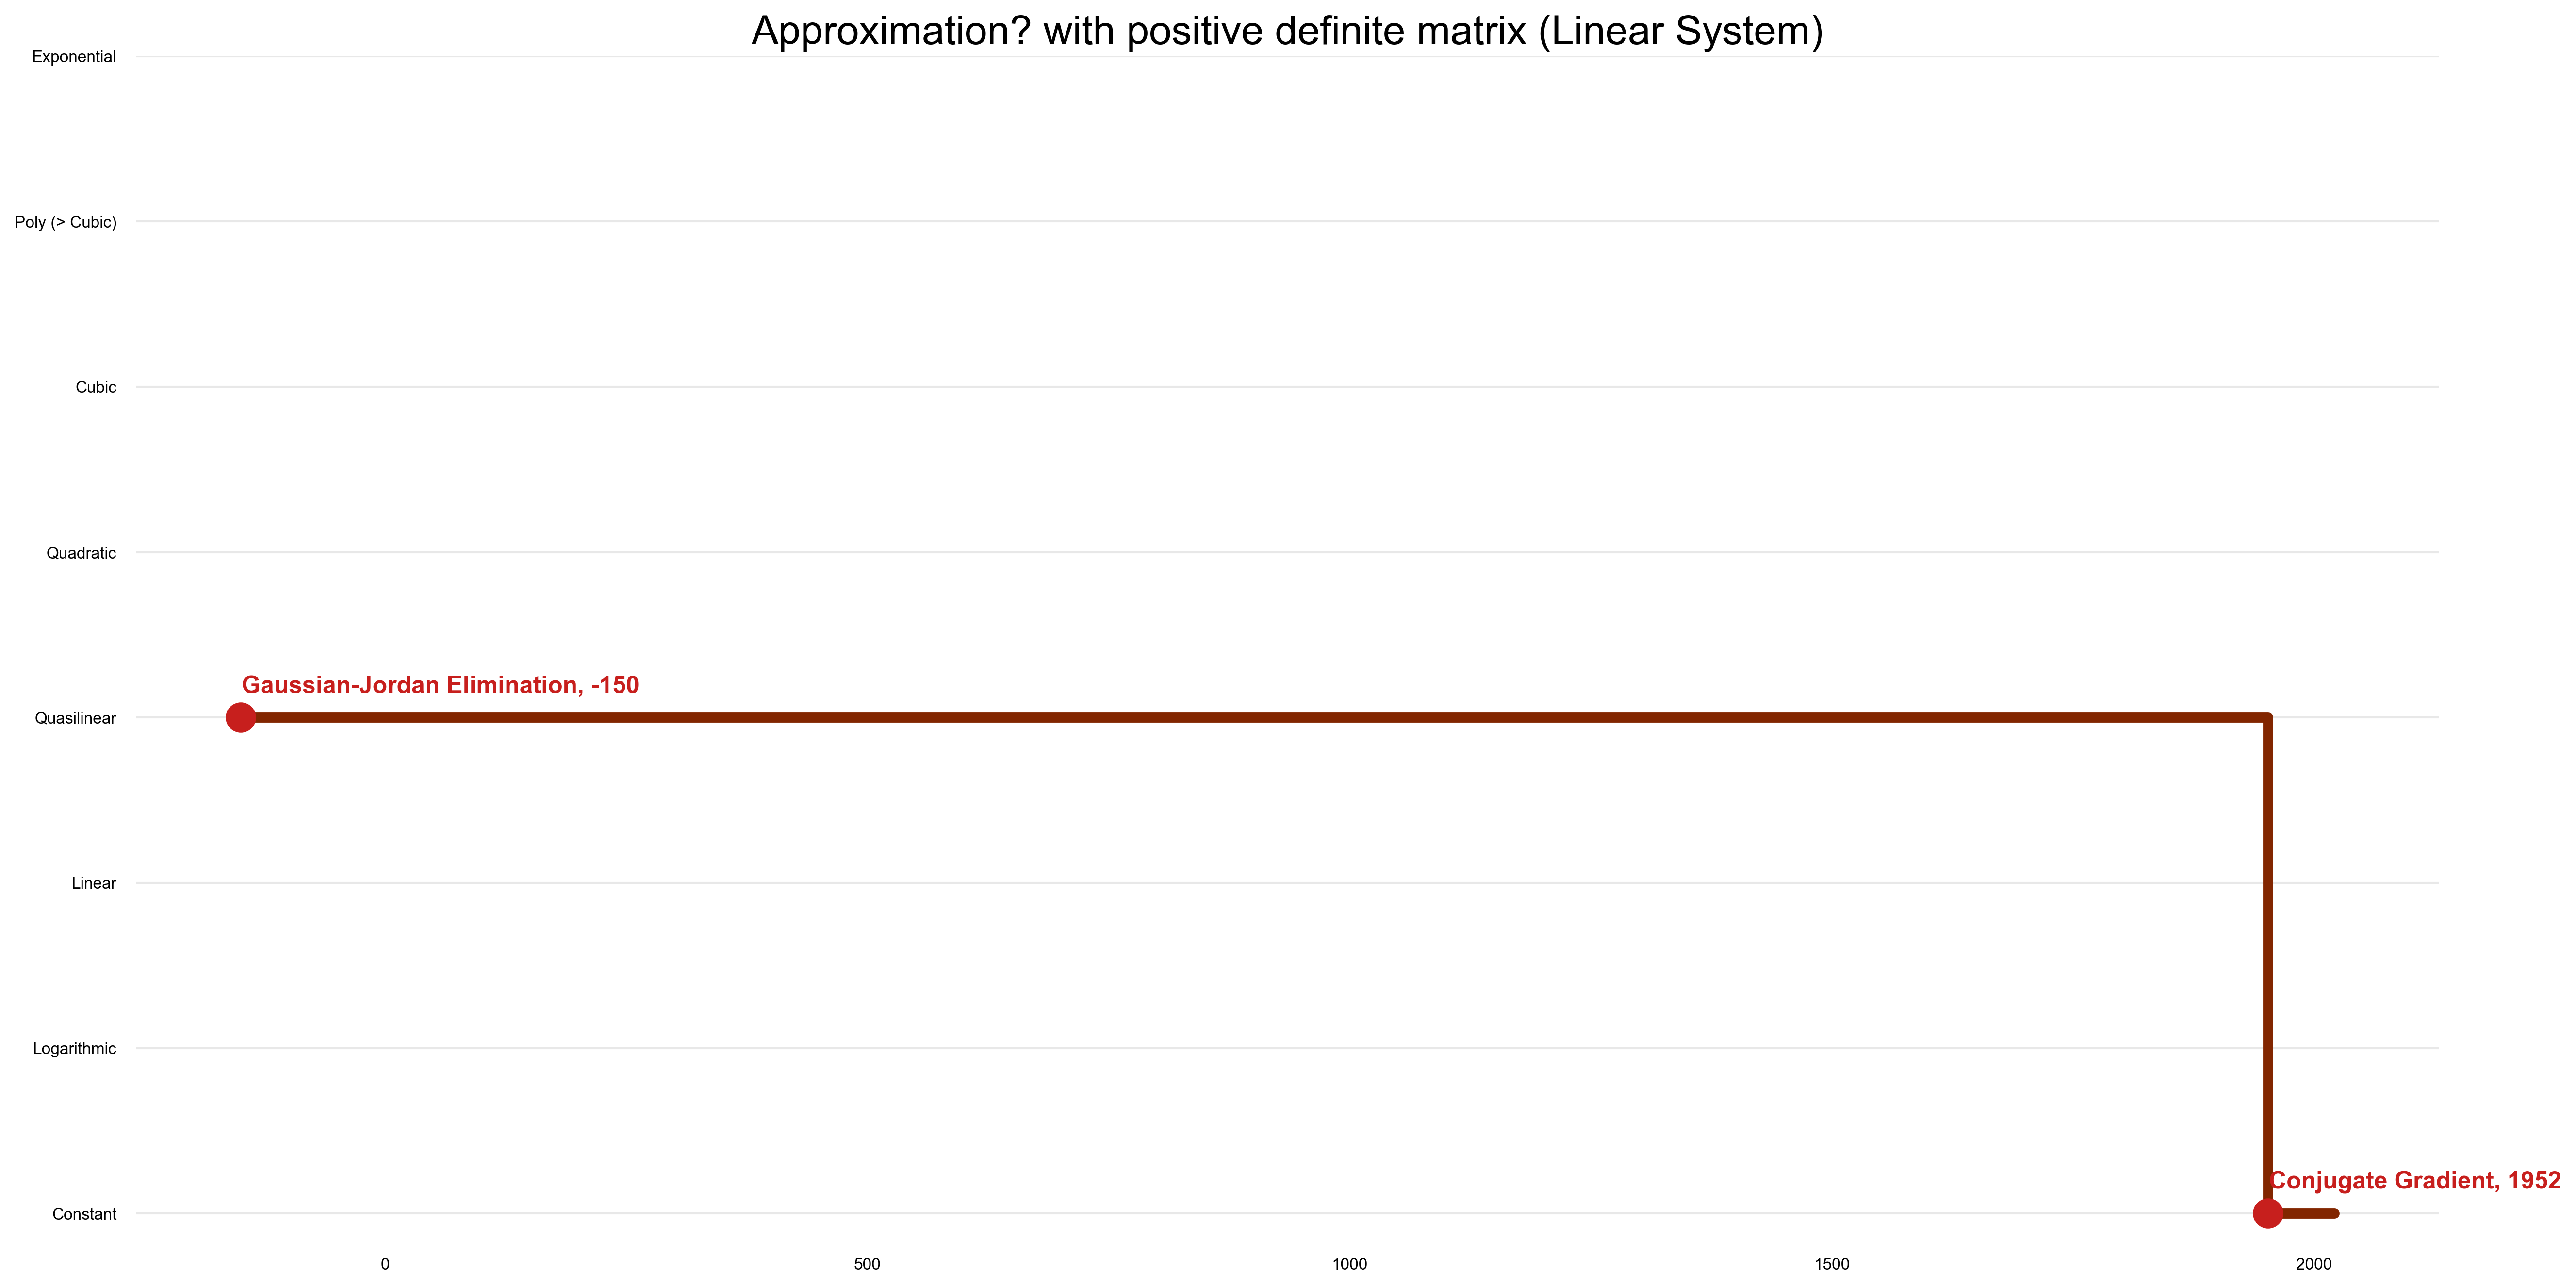 Approximation? with positive definite matrix (Linear System)
Exponential
Poly (> Cubic)
Cubic
Quadratic
Gaussian-Jordan Elimination, -150
Quasilinear
Linear
Logarithmic
Conjugate Gradient, 1952
Constant
0 500 1000 1500 2000